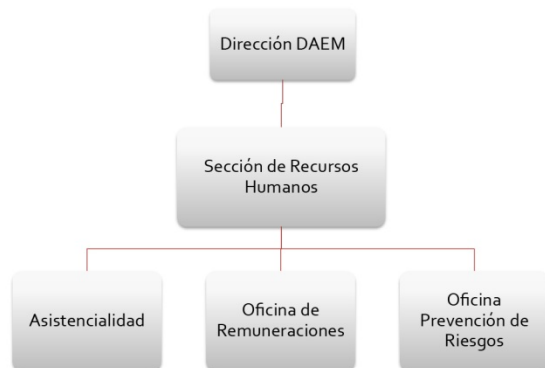 Dirección DAEM
Sección de Recursos
Humanos
Asistencialidad
Oficina de
Remuneraciones
Oficina
Prevención de
Riesgos